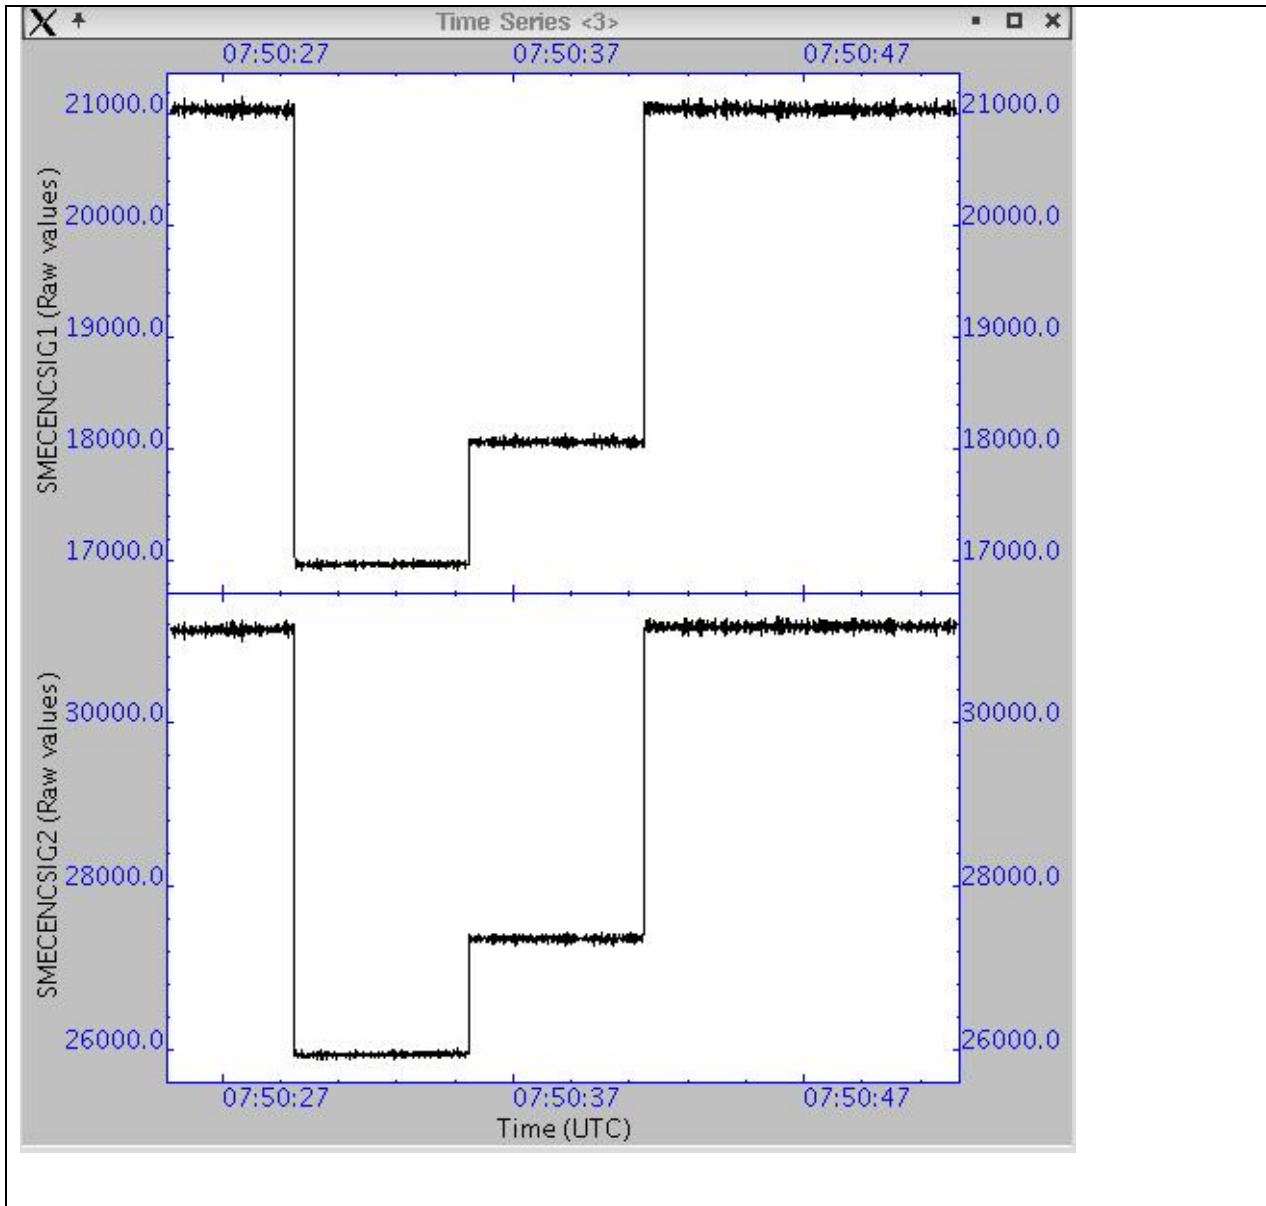 Time Series <3>
07:50:27 07:50:37 07:50:47
21000.0 21000.0
20000.0 20000.0
19000.0 19000.0
18000.0 18000.0
17000.0 17000.0
SMECENCSIG1 (Raw values)
30000.0 30000.0
28000.0 28000.0
26000.0 26000.0
SMECENCSIG2 (Raw values)
07:50:27 07:50:37 07:50:47
Time (UTC)